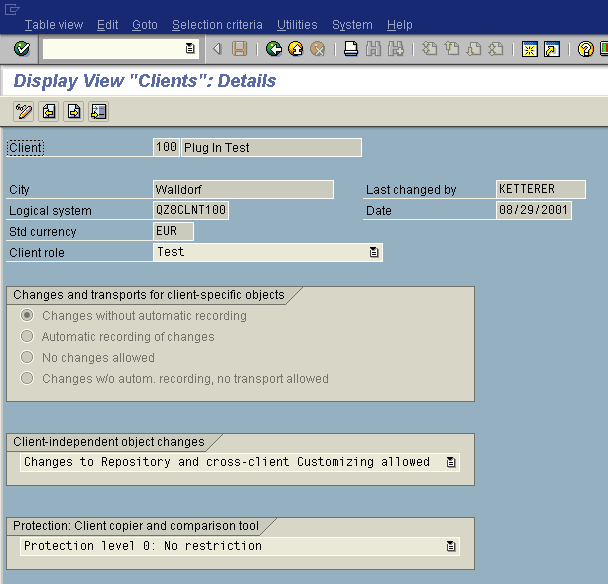 Table view Edit Goto Selection criteria Utilities System Help
Display View "Clients": Details
Client 100 Plug In Test
City Walldorf Last changed by KETTERER
Logical system QZ8CLNT100 Date 08/29/2001
Std currency EUR
Client role Test
Changes and transports for client-specific objects
Changes without automatic recording
Automatic recording of changes
No changes allowed
Changes w/o autom. recording, no transport allowed
Client-independent object changes
Changes to Repository and cross-client Customizing allowed
Protection: Client copier and comparison tool
Protection level 0: No restriction